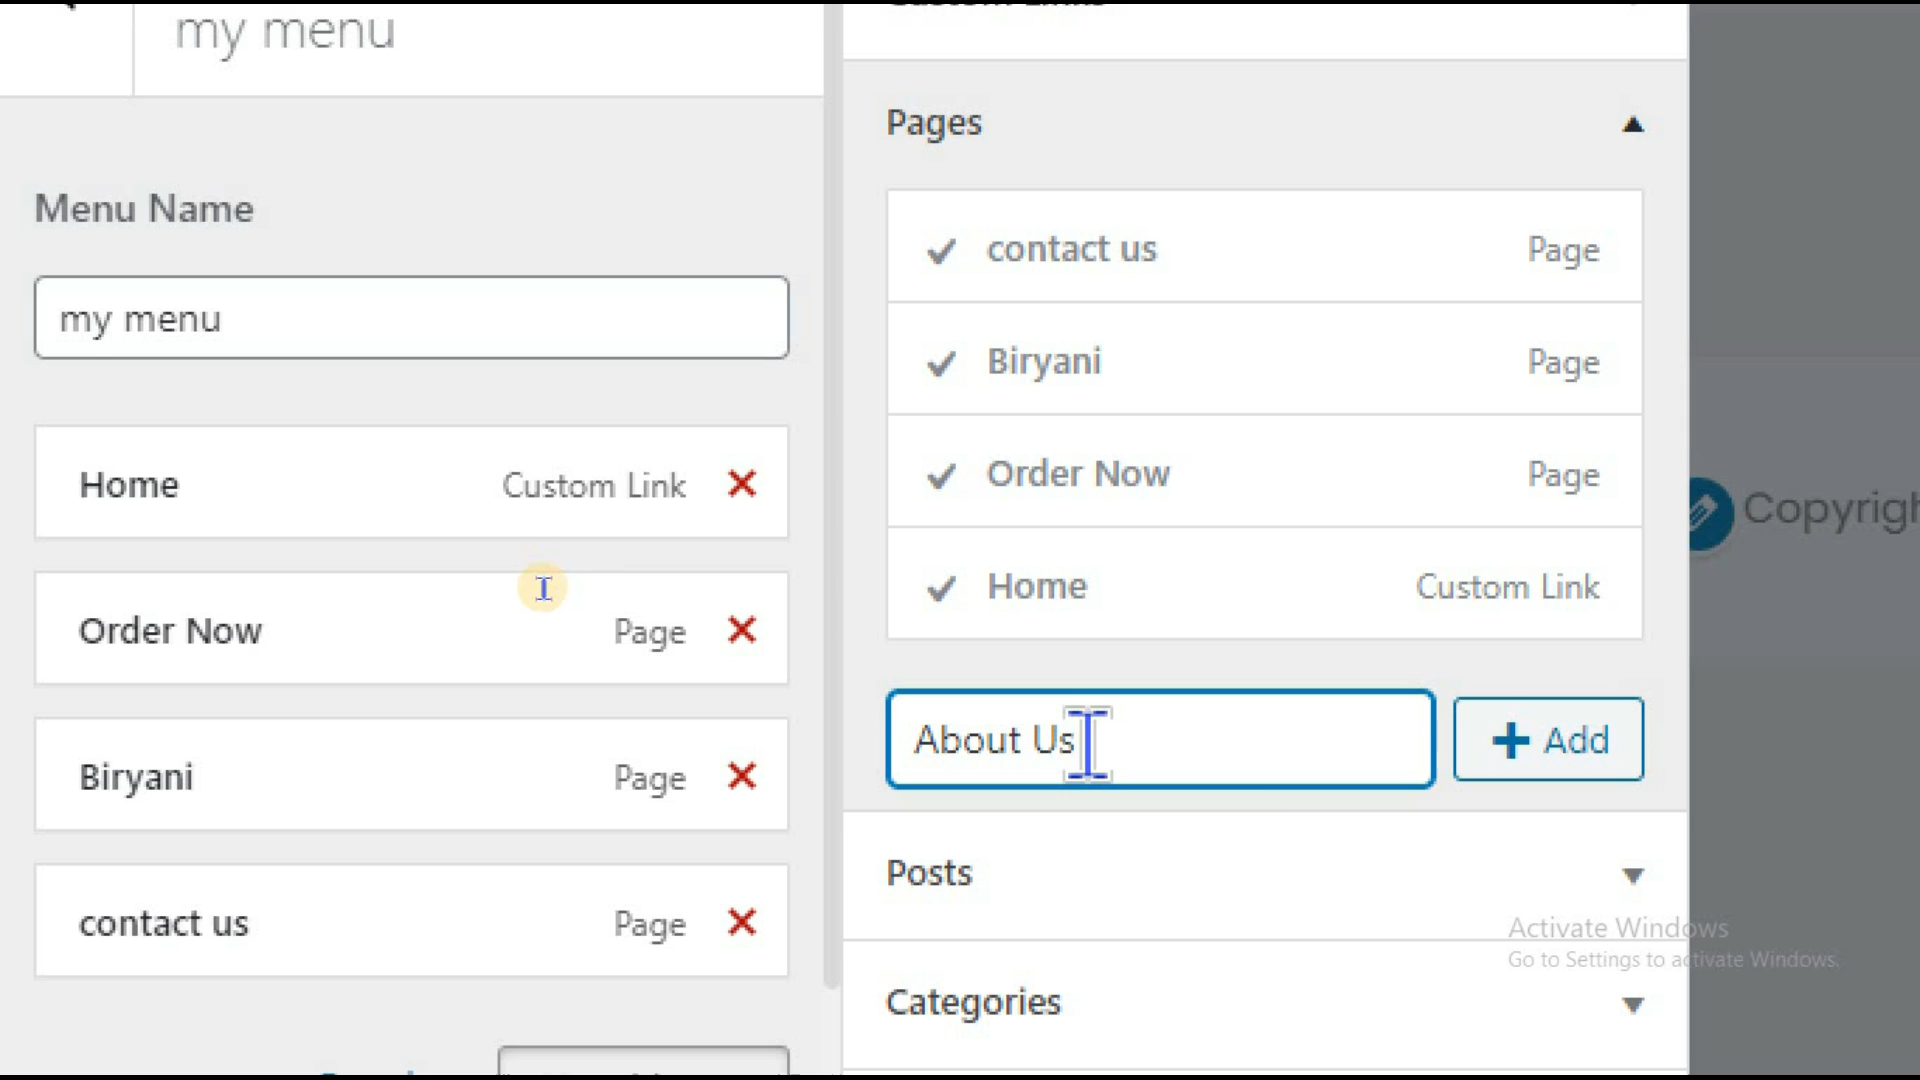 my menu
Menu Name
my menu
Home Custom Link
Order Now Page
Biryani Page
contact us Page
Pages
contact us Page
Biryani Page
Order Now Page
Home Custom Link
About Us
Add
Posts
Categories
Copyrigh
Activate Windows
Go to Settings to activate Windows.